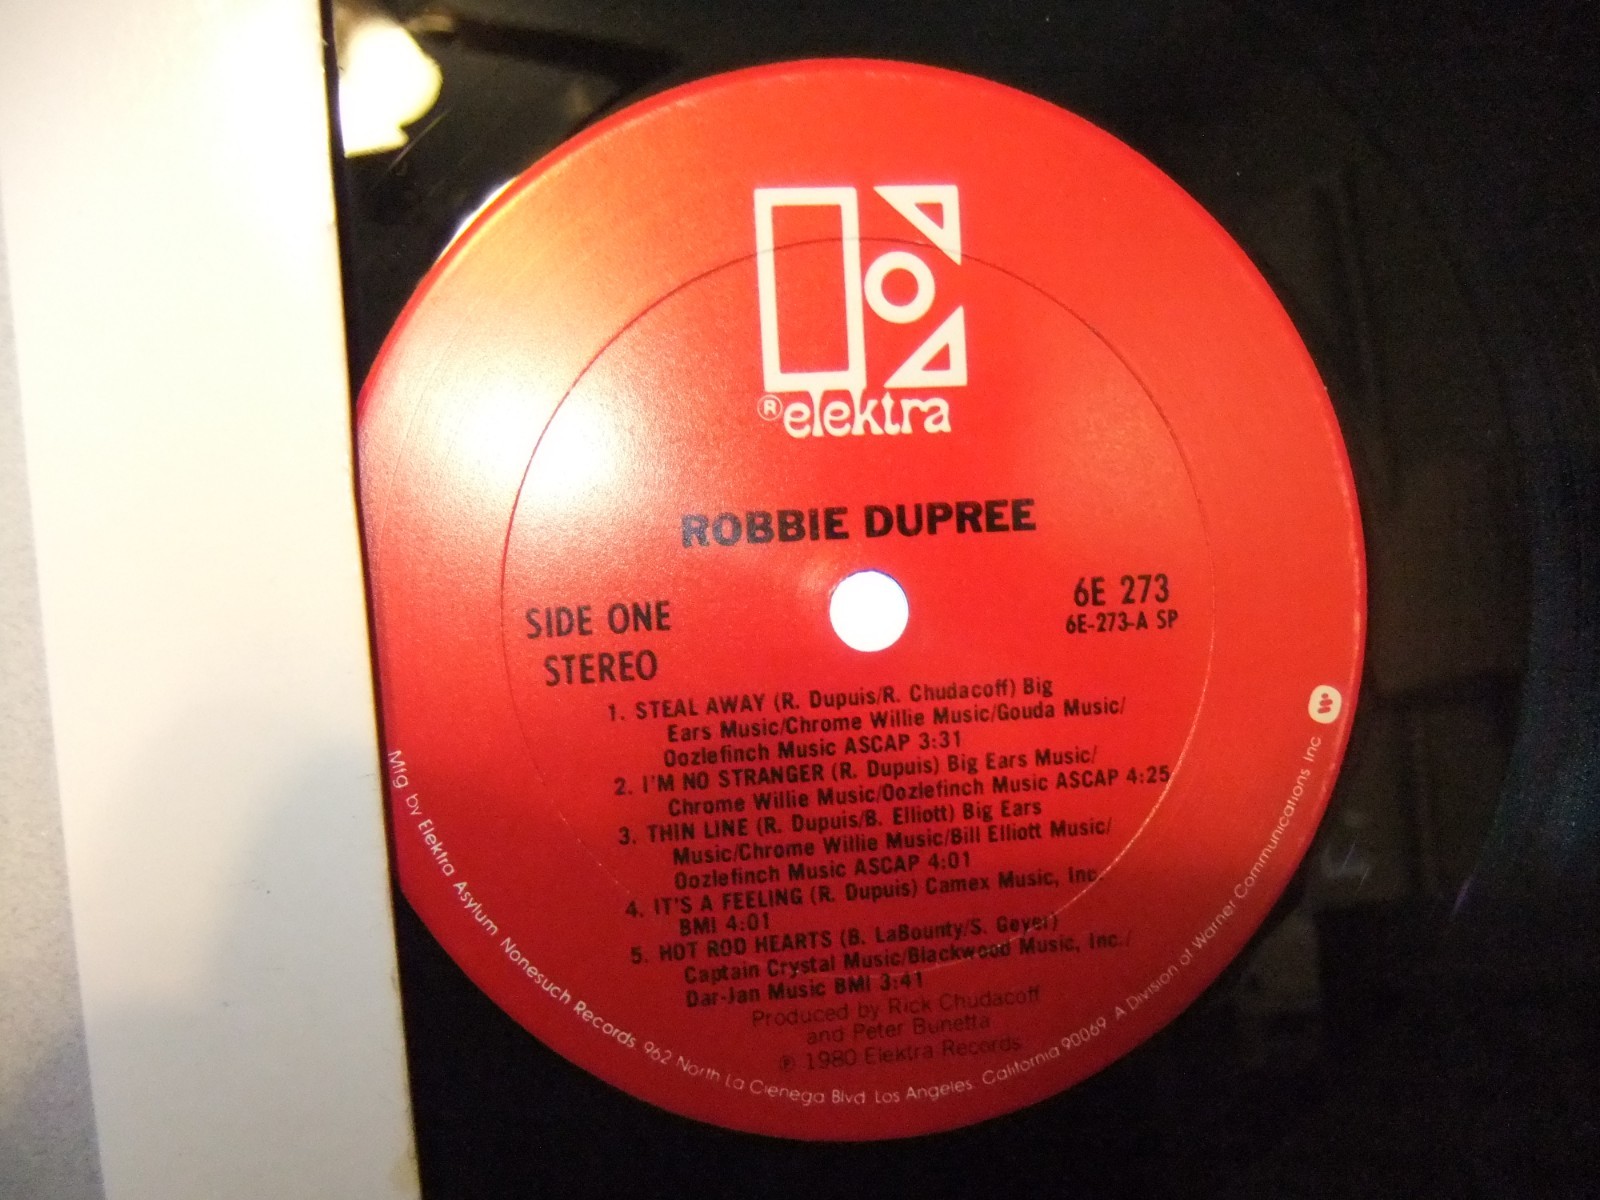 ® elektra
ROBBIE DUPREE
SIDE ONE
STEREO
6E 273
6E-273-A SP
1. STEAL AWAY (R. Dupuis/R. Chudacoff) Big
Ears Music/Chrome Willie Music/Gouda Music/
Oozlefinch Music ASCAP 3:31
2. I'M NO STRANGER (R. Dupuis) Big Ears Music/
Chrome Willie Music/Oozlefinch Music ASCAP 4:25
3. THIN LINE (R. Dupuis/B. Elliott) Big Ears
Music/Chrome Willie Music/Bill Elliott Music/
Oozlefinch Music ASCAP 4:01
4. IT'S A FEELING (R. Dupuis) Camex Music, Inc.
BMI 4:01
5. HOT ROD HEARTS (B. LaBounty/S. Geyer)
Captain Crystal Music/Blackwood Music, Inc./
Dar-Jan Music BMI 3:41
Produced by Rick Chudacoff
and Peter Bunetta
℗ 1980 Elektra Records
Mfg by Elektra Asylum Nonesuch Records, 962 North La Cienega Blvd Los Angeles, California 90069 A Division of Warner Communications Inc